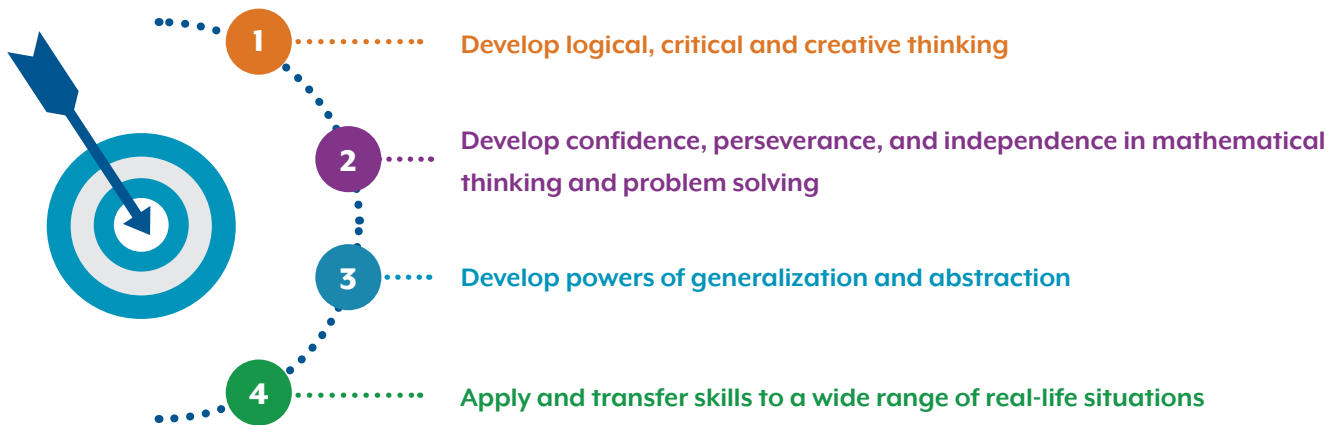 1 Develop logical, critical and creative thinking
2 Develop confidence, perseverance, and independence in mathematical
thinking and problem solving
3 Develop powers of generalization and abstraction
4 Apply and transfer skills to a wide range of real-life situations